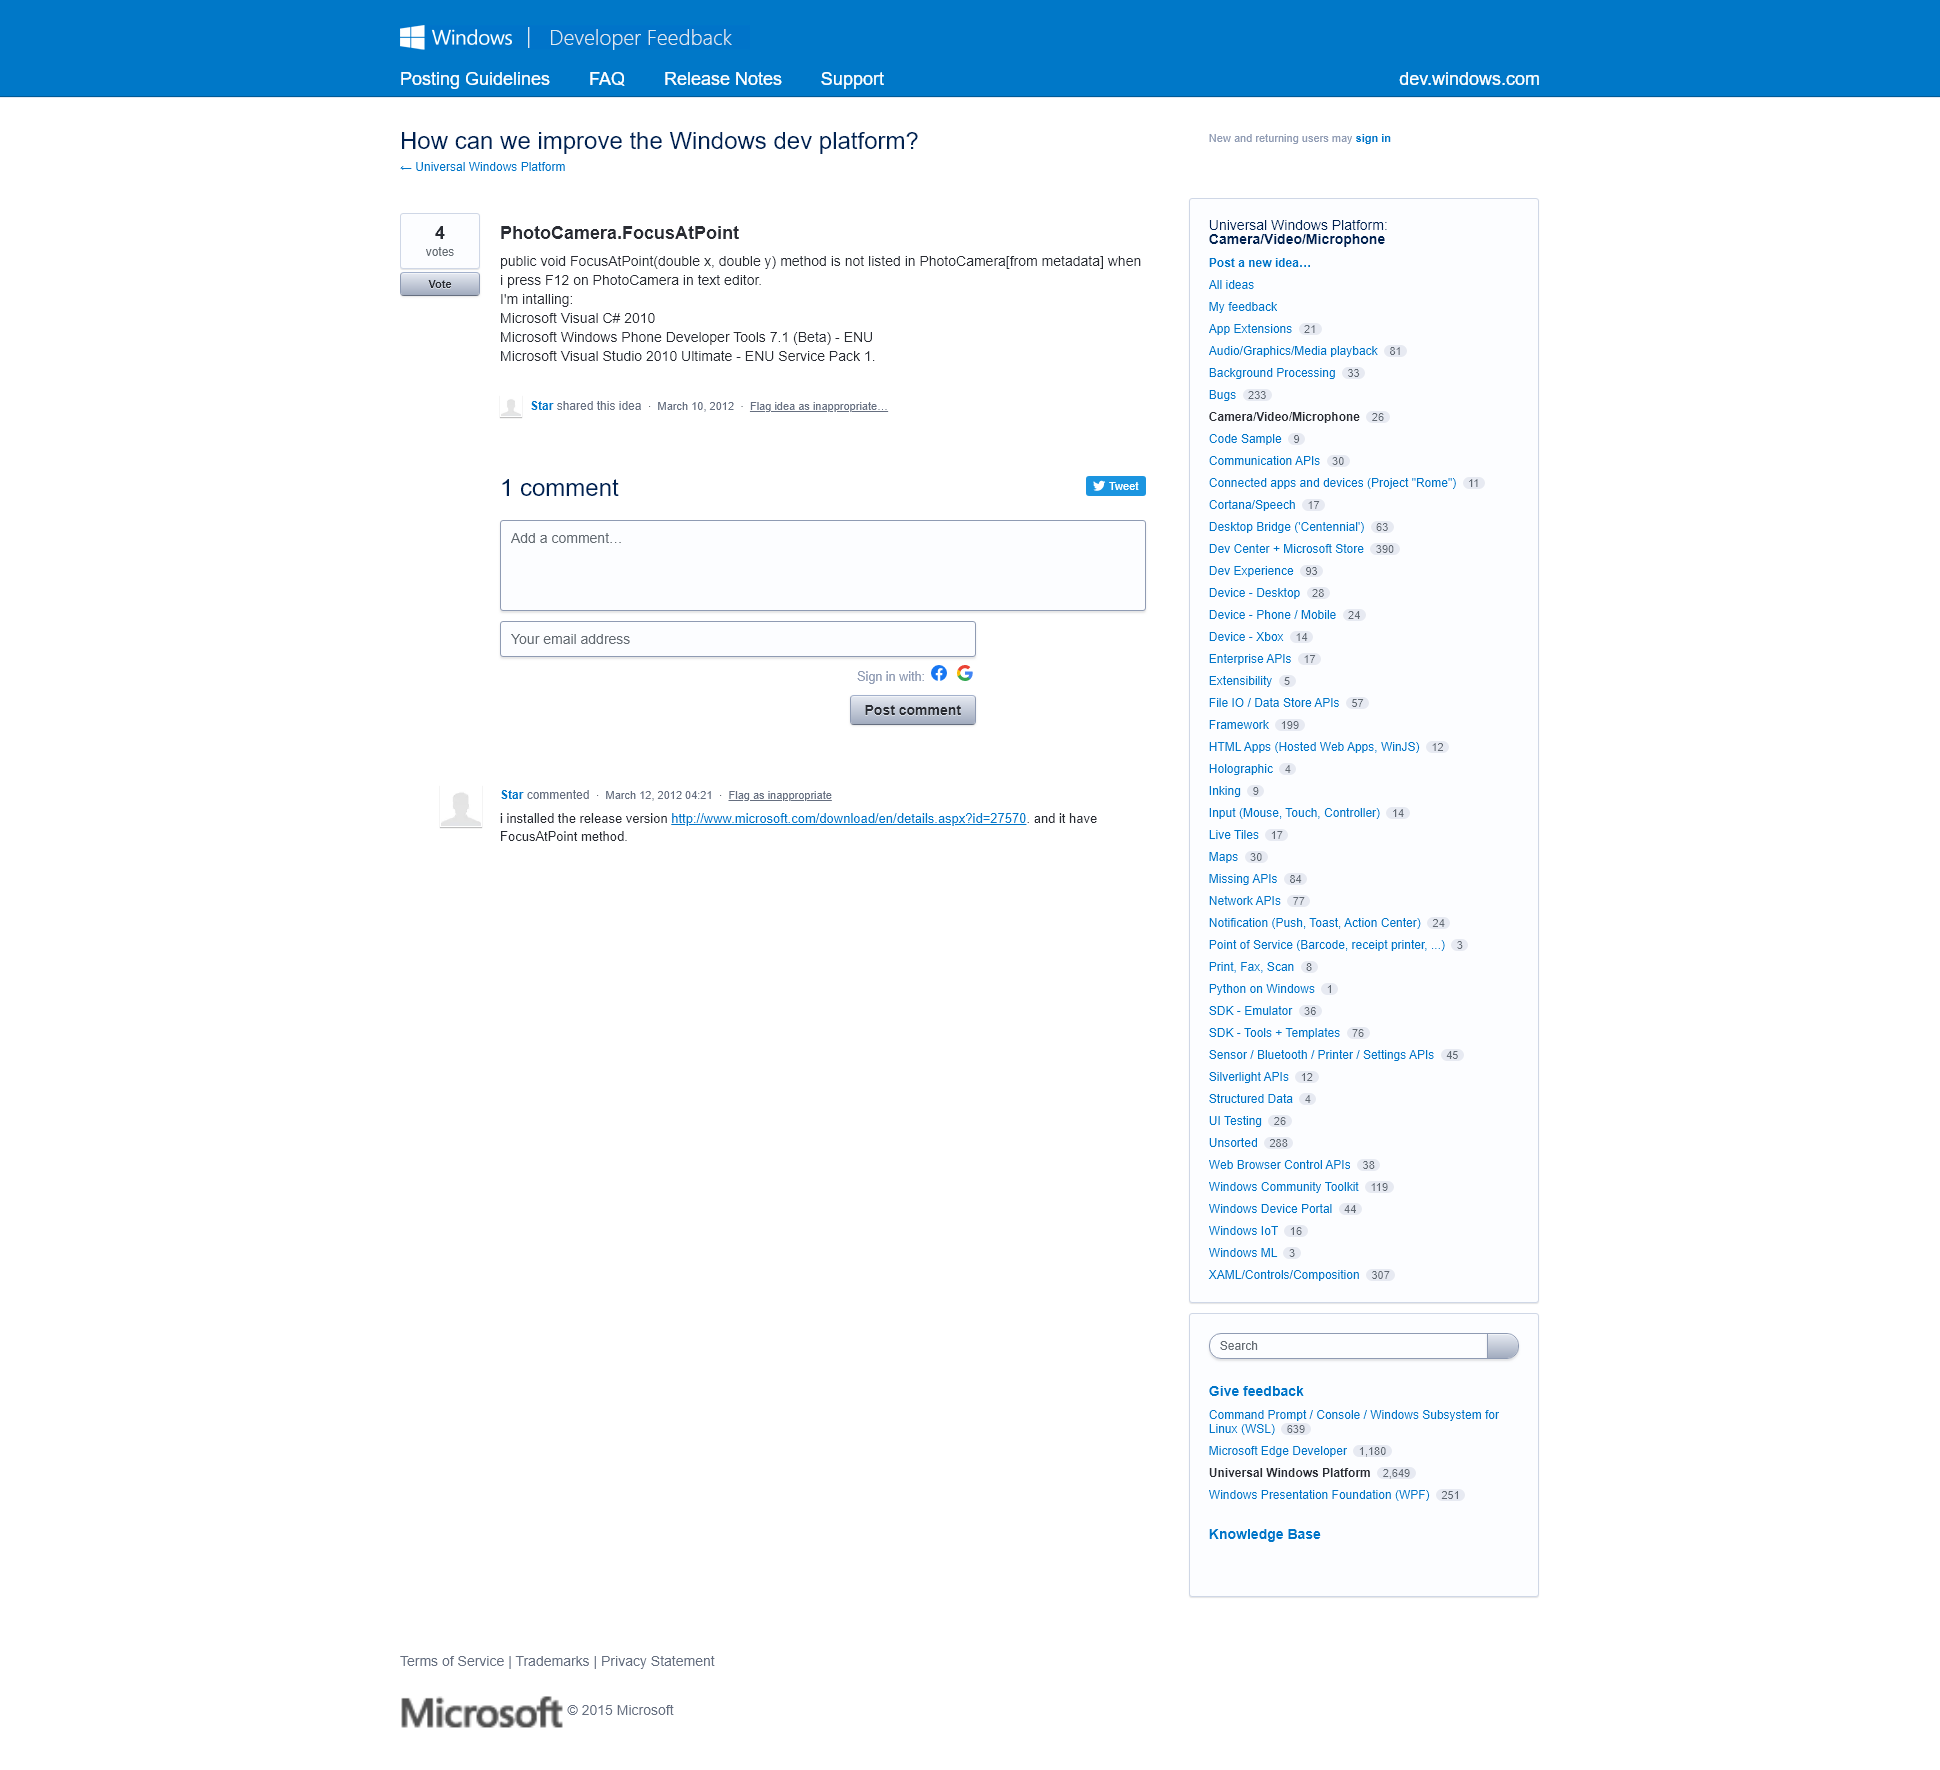 Windows | Developer Feedback
Posting Guidelines FAQ Release Notes Support dev.windows.com
How can we improve the Windows dev platform?
← Universal Windows Platform
New and returning users may sign in
4
votes
Vote
PhotoCamera.FocusAtPoint
public void FocusAtPoint(double x, double y) method is not listed in PhotoCamera[from metadata] when
i press F12 on PhotoCamera in text editor.
I'm intalling:
Microsoft Visual C# 2010
Microsoft Windows Phone Developer Tools 7.1 (Beta) - ENU
Microsoft Visual Studio 2010 Ultimate - ENU Service Pack 1.
Star shared this idea · March 10, 2012 · Flag idea as inappropriate…
1 comment
Tweet
Add a comment…
Your email address
Sign in with:
Post comment
Star commented · March 12, 2012 04:21 · Flag as inappropriate
i installed the release version http://www.microsoft.com/download/en/details.aspx?id=27570. and it have
FocusAtPoint method.
Universal Windows Platform:
Camera/Video/Microphone
Post a new idea…
All ideas
My feedback
App Extensions 21
Audio/Graphics/Media playback 81
Background Processing 33
Bugs 233
Camera/Video/Microphone 26
Code Sample 9
Communication APIs 30
Connected apps and devices (Project "Rome") 11
Cortana/Speech 17
Desktop Bridge ('Centennial') 63
Dev Center + Microsoft Store 390
Dev Experience 93
Device - Desktop 28
Device - Phone / Mobile 24
Device - Xbox 14
Enterprise APIs 17
Extensibility 5
File IO / Data Store APIs 57
Framework 199
HTML Apps (Hosted Web Apps, WinJS) 12
Holographic 4
Inking 9
Input (Mouse, Touch, Controller) 14
Live Tiles 17
Maps 30
Missing APIs 84
Network APIs 77
Notification (Push, Toast, Action Center) 24
Point of Service (Barcode, receipt printer, ...) 3
Print, Fax, Scan 8
Python on Windows 1
SDK - Emulator 36
SDK - Tools + Templates 76
Sensor / Bluetooth / Printer / Settings APIs 45
Silverlight APIs 12
Structured Data 4
UI Testing 26
Unsorted 288
Web Browser Control APIs 38
Windows Community Toolkit 119
Windows Device Portal 44
Windows IoT 16
Windows ML 3
XAML/Controls/Composition 307
Search
Give feedback
Command Prompt / Console / Windows Subsystem for
Linux (WSL) 639
Microsoft Edge Developer 1,180
Universal Windows Platform 2,649
Windows Presentation Foundation (WPF) 251
Knowledge Base
Terms of Service | Trademarks | Privacy Statement
Microsoft © 2015 Microsoft